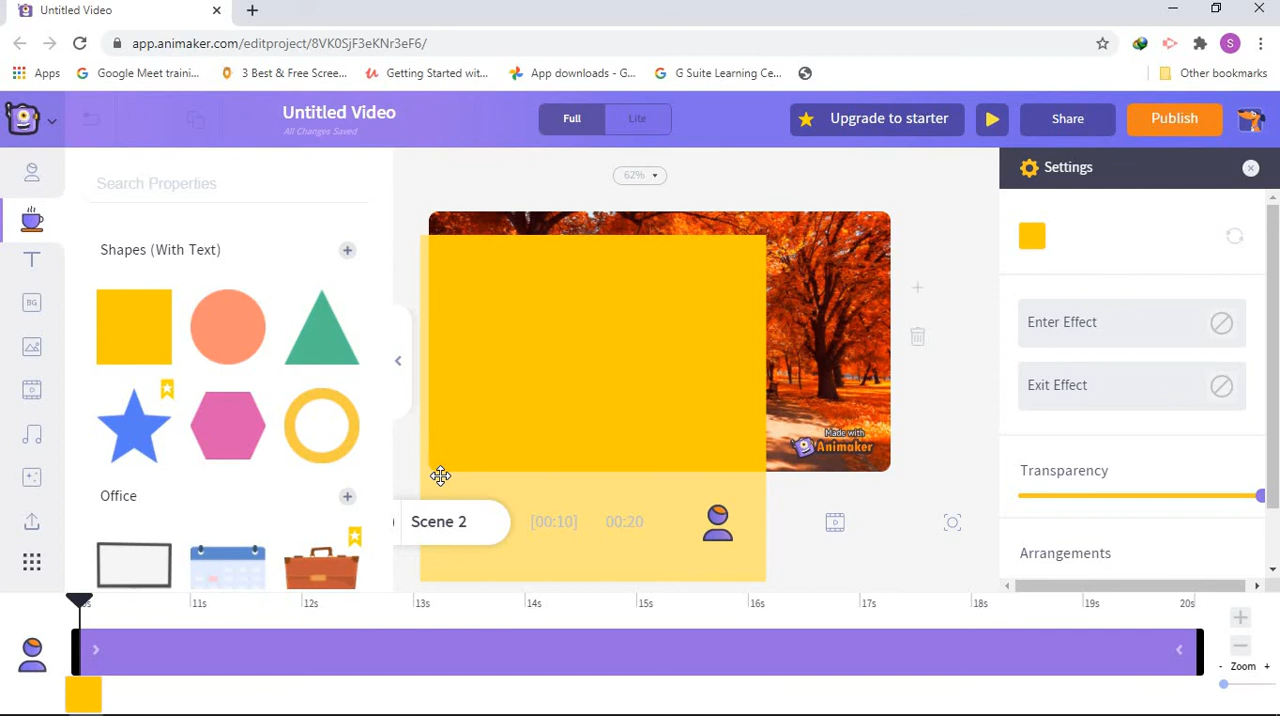 Untitled Video
app.animaker.com/editproject/8VK0SjF3eKNr3eF6/
S
Apps
Google Meet traini...
3 Best & Free Scree...
Getting Started wit...
App downloads - G...
G Suite Learning Ce...
Other bookmarks
Untitled Video
All Changes Saved
Full
Lite
Upgrade to starter
Share
Publish
Search Properties
62%
Settings
Shapes (With Text)
T
BG
Enter Effect
Exit Effect
Made with
Animaker
Transparency
Office
Scene 2
[00:10]
00:20
Arrangements
11s
12s
13s
14s
15s
16s
17s
18s
19s
20s
- Zoom +